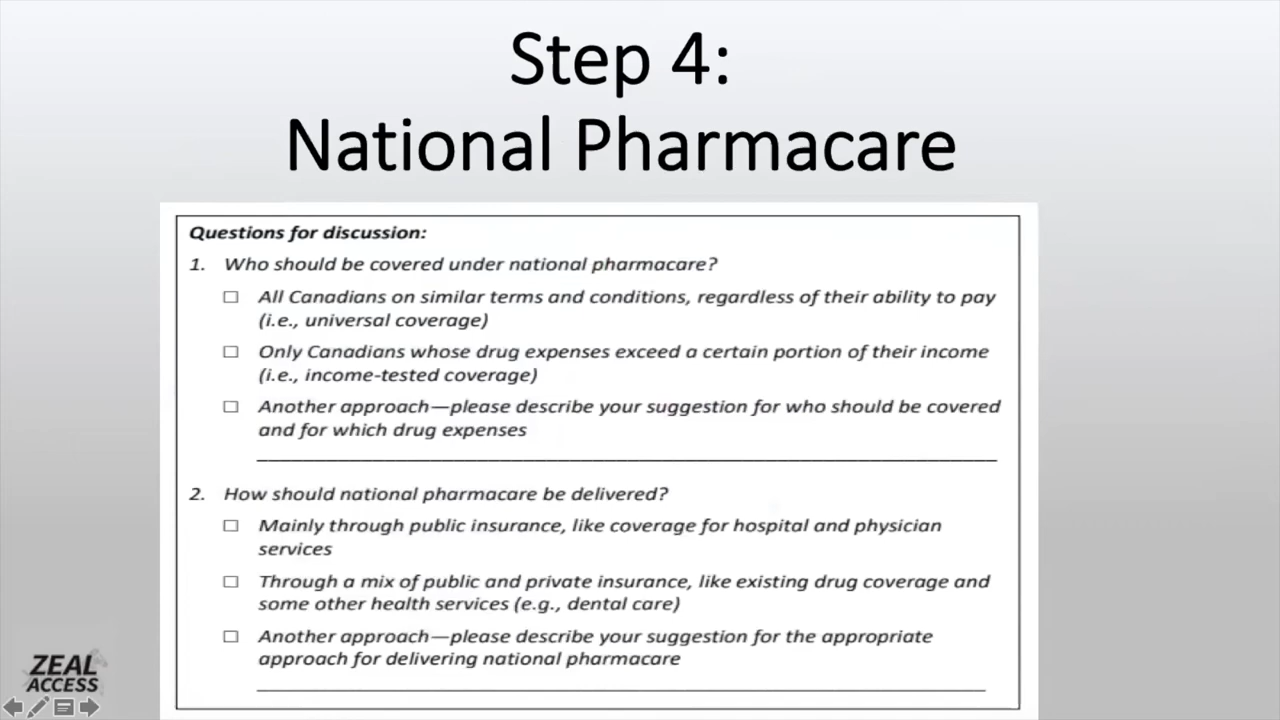 Step 4:
National Pharmacare
Questions for discussion:
1. Who should be covered under national pharmacare?
☐ All Canadians on similar terms and conditions, regardless of their ability to pay
(i.e., universal coverage)
☐ Only Canadians whose drug expenses exceed a certain portion of their income
(i.e., income-tested coverage)
☐ Another approach—please describe your suggestion for who should be covered
and for which drug expenses
2. How should national pharmacare be delivered?
☐ Mainly through public insurance, like coverage for hospital and physician
services
☐ Through a mix of public and private insurance, like existing drug coverage and
some other health services (e.g., dental care)
☐ Another approach—please describe your suggestion for the appropriate
approach for delivering national pharmacare
ZEAL
ACCESS